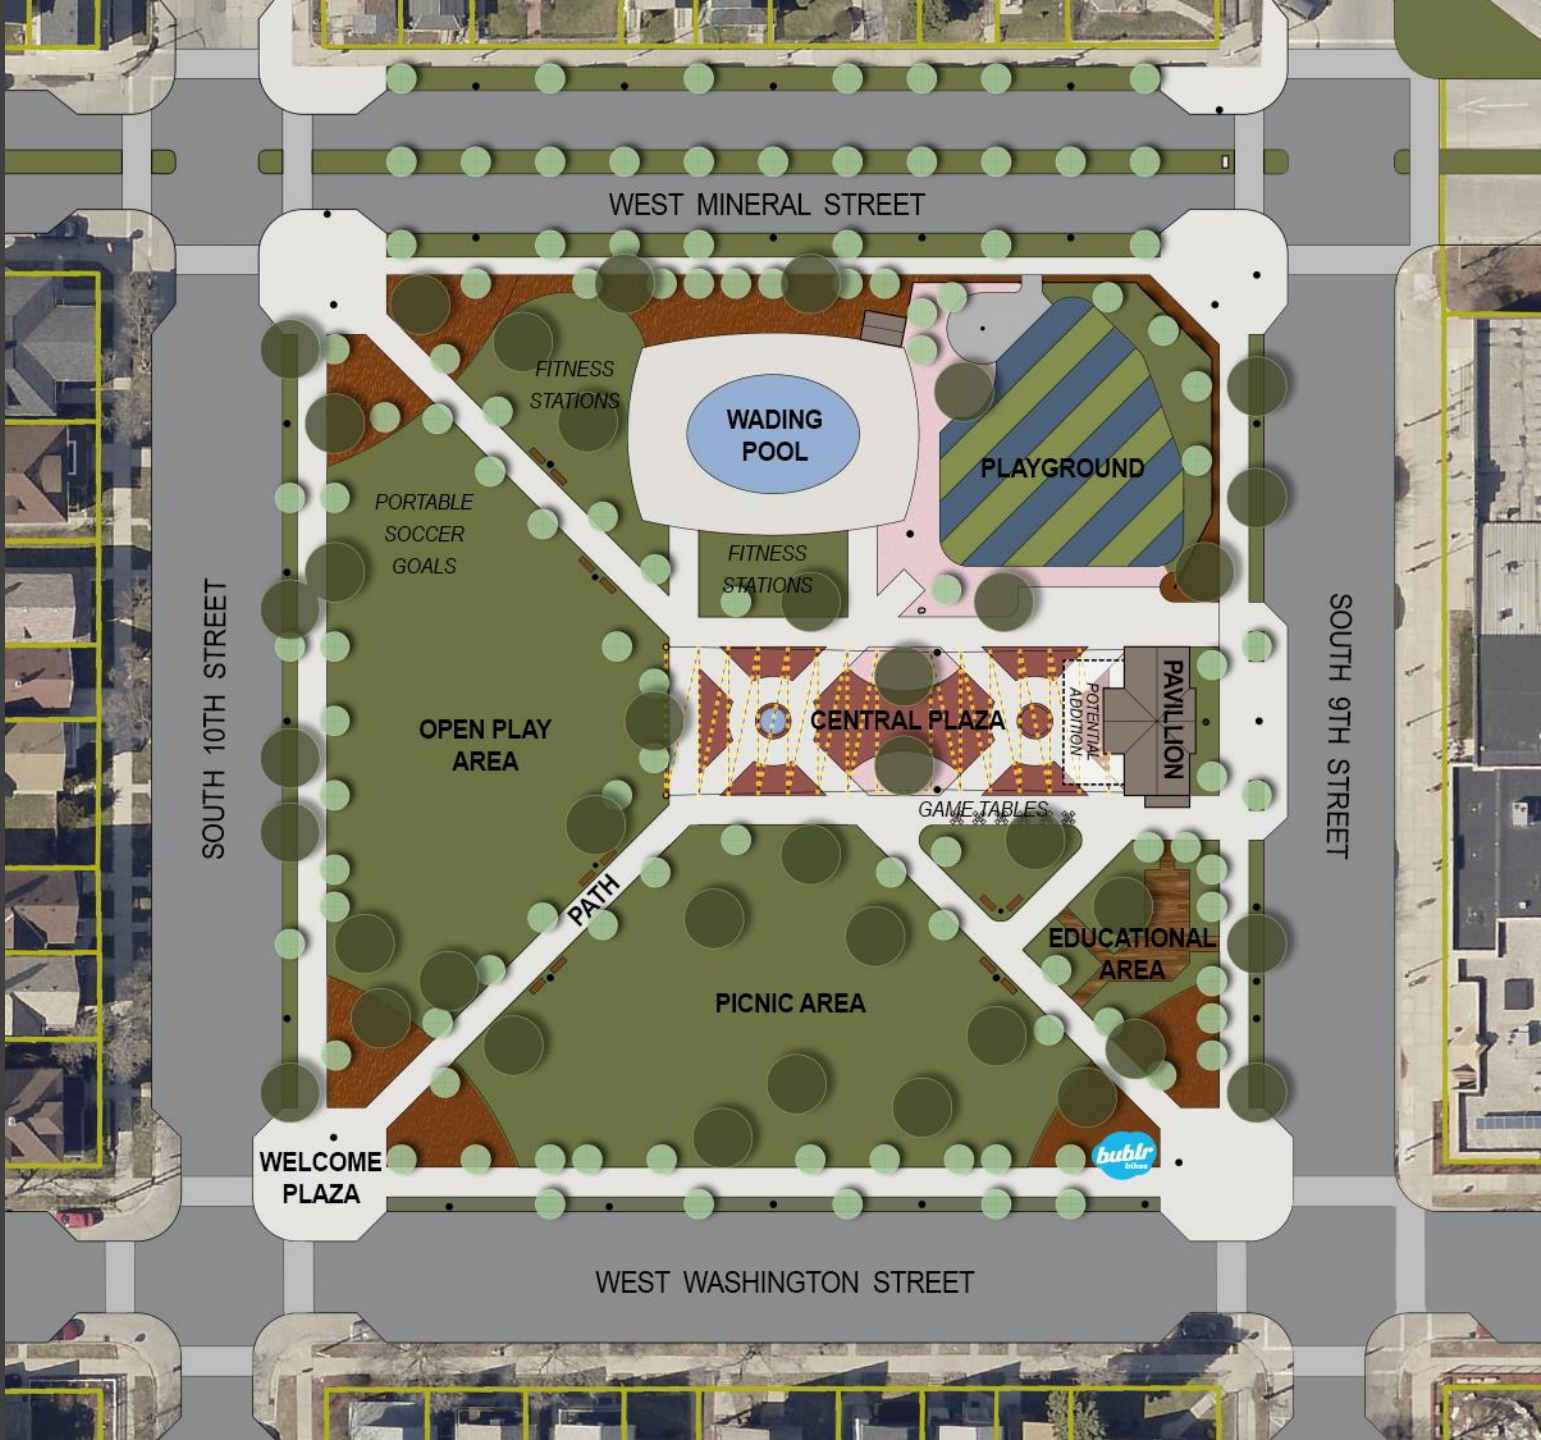 WEST MINERAL STREET
FITNESS
STATIONS
WADING
POOL
PLAYGROUND
PORTABLE
SOCCER
GOALS
FITNESS
STATIONS
SOUTH 10TH STREET
SOUTH 9TH STREET
OPEN PLAY
AREA
CENTRAL PLAZA
POTENTIAL
ADDITION
PAVILLION
GAME TABLES
PATH
EDUCATIONAL
AREA
PICNIC AREA
bublr
bikes
WELCOME
PLAZA
WEST WASHINGTON STREET